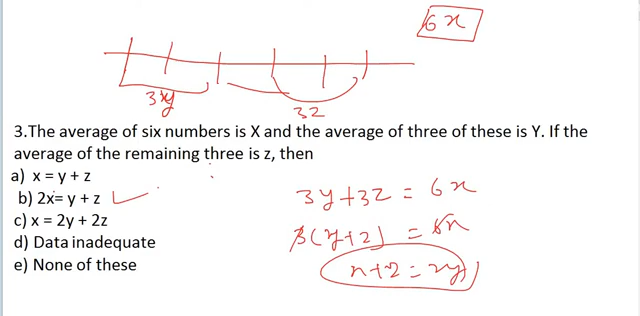 6x
3y
3z
3.The average of six numbers is X and the average of three of these is Y. If the
average of the remaining three is z, then
a) x = y + z
b) 2x= y + z ✓
c) x = 2y + 2z
d) Data inadequate
e) None of these
3y+3z = 6x
3(y+z) = 6x
x+z = 2y